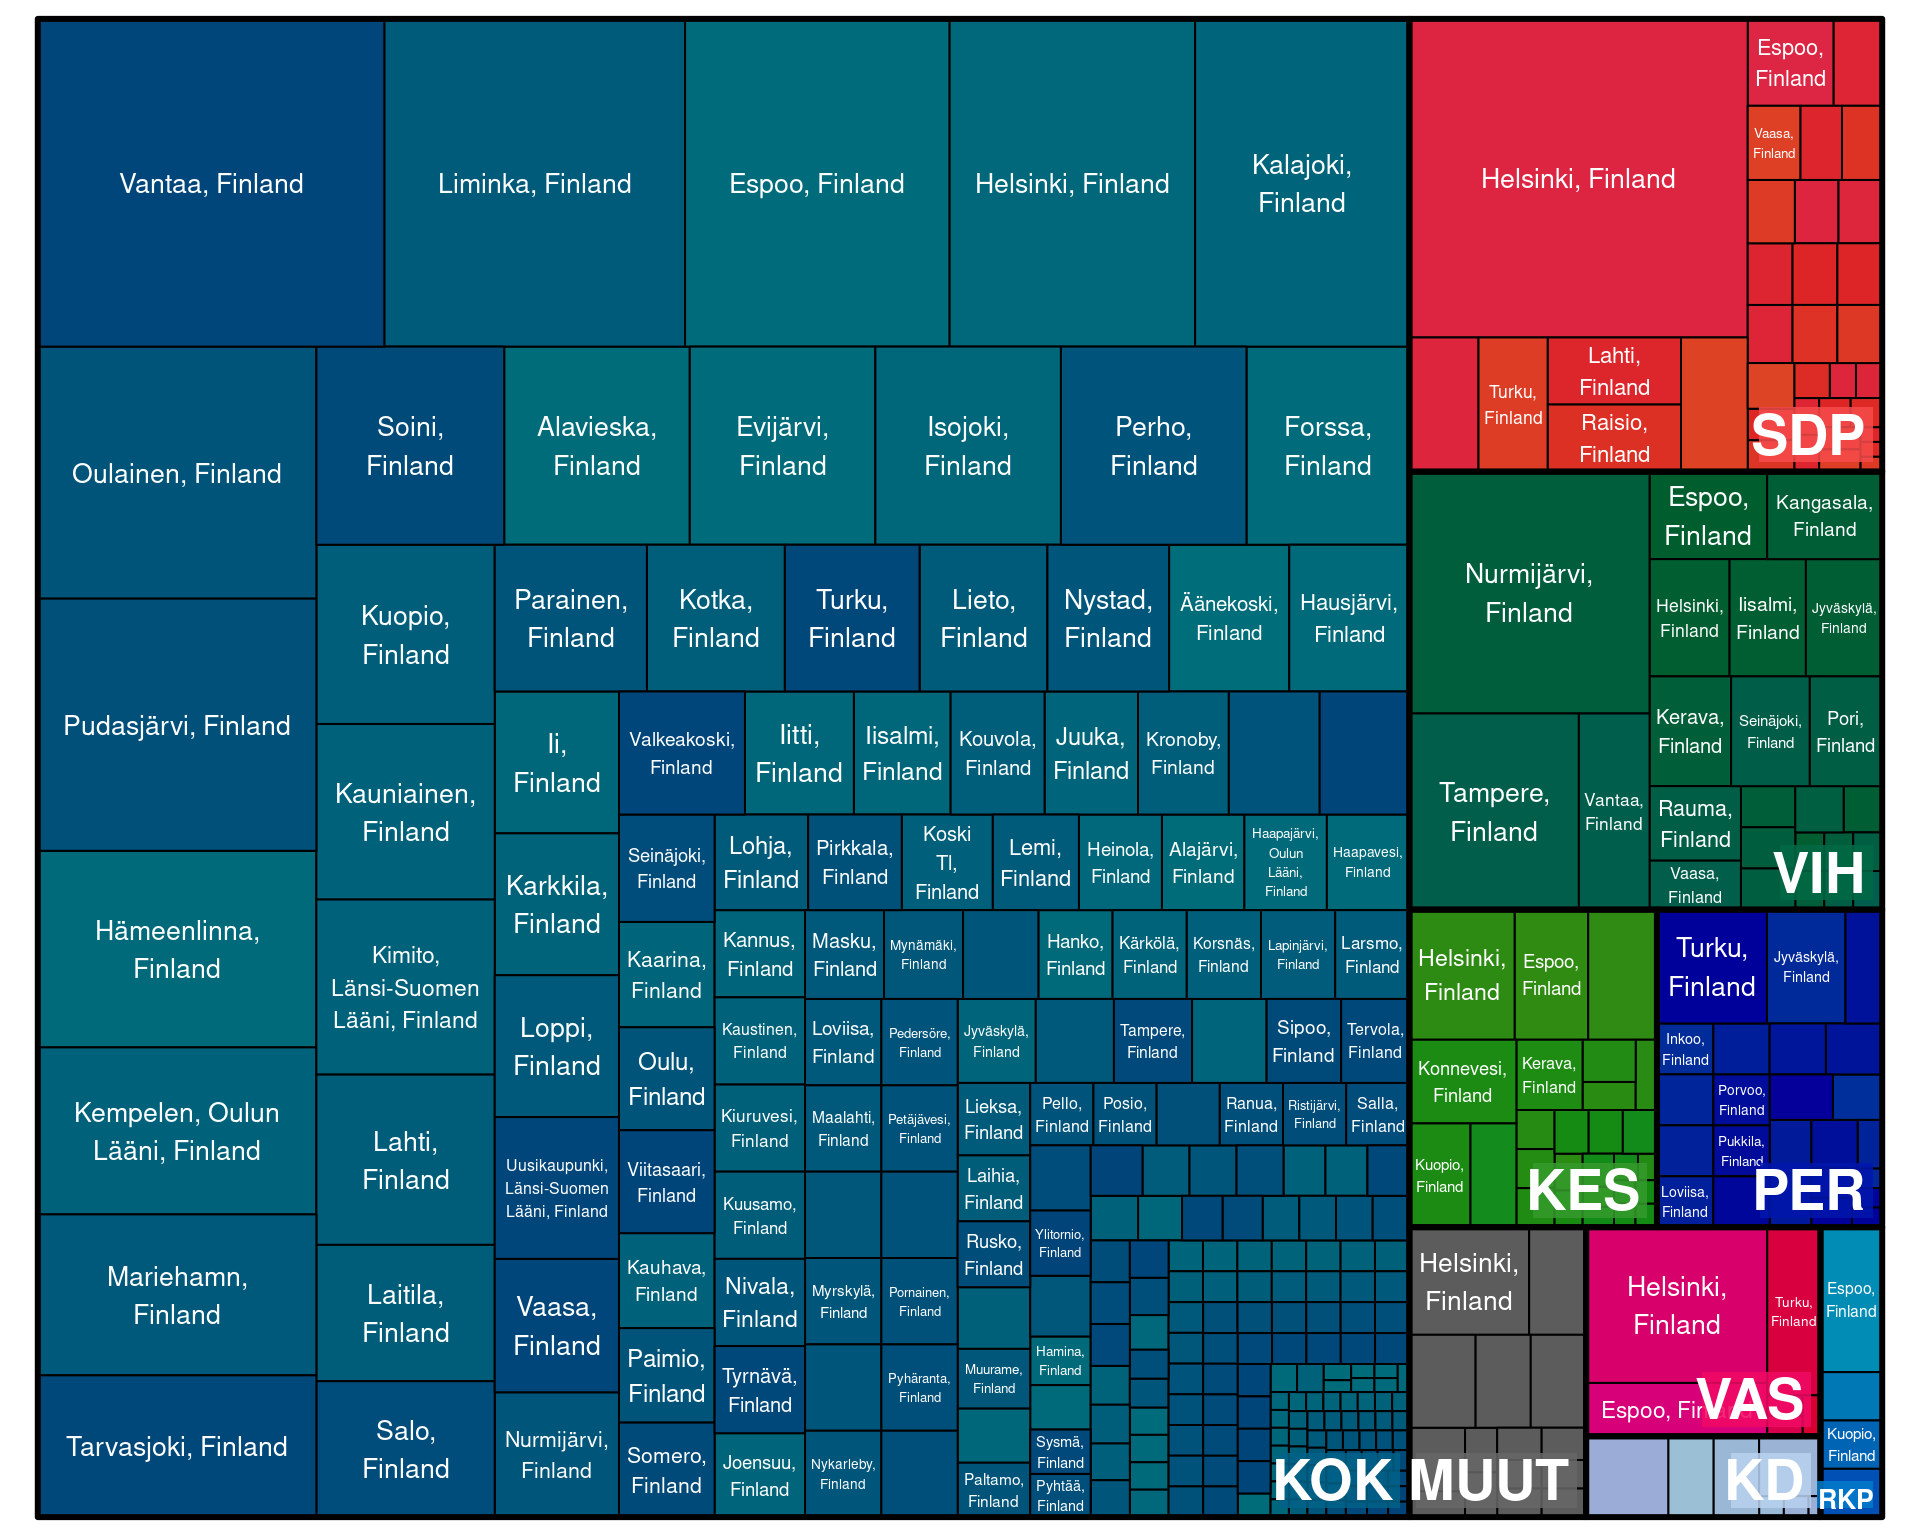 Vantaa, Finland
Liminka, Finland
Espoo, Finland
Helsinki, Finland
Kalajoki,
Finland
Oulainen, Finland
Pudasjärvi, Finland
Hämeenlinna,
Finland
Kempelen, Oulun
Lääni, Finland
Mariehamn,
Finland
Tarvasjoki, Finland
Soini,
Finland
Alavieska,
Finland
Evijärvi,
Finland
Isojoki,
Finland
Perho,
Finland
Forssa,
Finland
Kuopio,
Finland
Kauniainen,
Finland
Kimito,
Länsi-Suomen
Lääni, Finland
Lahti,
Finland
Laitila,
Finland
Salo,
Finland
Parainen,
Finland
Kotka,
Finland
Turku,
Finland
Lieto,
Finland
Nystad,
Finland
Äänekoski,
Finland
Hausjärvi,
Finland
Ii,
Finland
Karkkila,
Finland
Loppi,
Finland
Uusikaupunki,
Länsi-Suomen
Lääni, Finland
Vaasa,
Finland
Nurmijärvi,
Finland
Valkeakoski,
Finland
Iitti,
Finland
Iisalmi,
Finland
Kouvola,
Finland
Juuka,
Finland
Kronoby,
Finland
Seinäjoki,
Finland
Kaarina,
Finland
Oulu,
Finland
Viitasaari,
Finland
Kauhava,
Finland
Paimio,
Finland
Somero,
Finland
Lohja,
Finland
Pirkkala,
Finland
Koski
Tl,
Finland
Lemi,
Finland
Heinola,
Finland
Alajärvi,
Finland
Haapajärvi,
Oulun
Lääni,
Finland
Haapavesi,
Finland
Kannus,
Finland
Kaustinen,
Finland
Kiuruvesi,
Finland
Kuusamo,
Finland
Nivala,
Finland
Tyrnävä,
Finland
Joensuu,
Finland
Masku,
Finland
Mynämäki,
Finland
Hanko,
Finland
Kärkölä,
Finland
Korsnäs,
Finland
Lapinjärvi,
Finland
Larsmo,
Finland
Loviisa,
Finland
Pedersöre,
Finland
Maalahti,
Finland
Petäjävesi,
Finland
Myrskylä,
Finland
Pornainen,
Finland
Pyhäranta,
Finland
Nykarleby,
Finland
Jyväskylä,
Finland
Tampere,
Finland
Sipoo,
Finland
Tervola,
Finland
Lieksa,
Finland
Laihia,
Finland
Rusko,
Finland
Muurame,
Finland
Paltamo,
Finland
Pello,
Finland
Posio,
Finland
Ranua,
Finland
Ristijärvi,
Finland
Salla,
Finland
Ylitornio,
Finland
Hamina,
Finland
Sysmä,
Finland
Pyhtää,
Finland
KOK
Helsinki, Finland
Espoo,
Finland
Vaasa,
Finland
Turku,
Finland
Lahti,
Finland
Raisio,
Finland
SDP
Nurmijärvi,
Finland
Tampere,
Finland
Vantaa,
Finland
Espoo,
Finland
Kangasala,
Finland
Helsinki,
Finland
Iisalmi,
Finland
Jyväskylä,
Finland
Kerava,
Finland
Seinäjoki,
Finland
Pori,
Finland
Rauma,
Finland
Vaasa,
Finland
VIH
Helsinki,
Finland
Espoo,
Finland
Konnevesi,
Finland
Kerava,
Finland
Kuopio,
Finland
KES
Turku,
Finland
Jyväskylä,
Finland
Inkoo,
Finland
Porvoo,
Finland
Pukkila,
Finland
Loviisa,
Finland
PER
Helsinki,
Finland
MUUT
Helsinki,
Finland
Turku,
Finland
Espoo, Finland
VAS
KD
Espoo,
Finland
Kuopio,
Finland
RKP